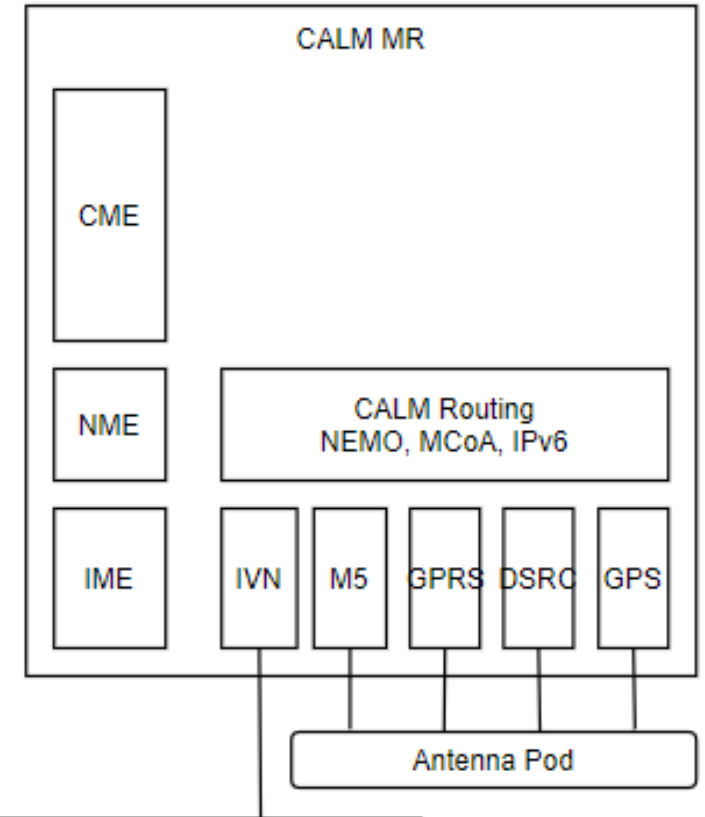 CALM MR
CME
NME
CALM Routing
NEMO, MCoA, IPv6
IME
IVN
M5
GPRS
DSRC
GPS
Antenna Pod